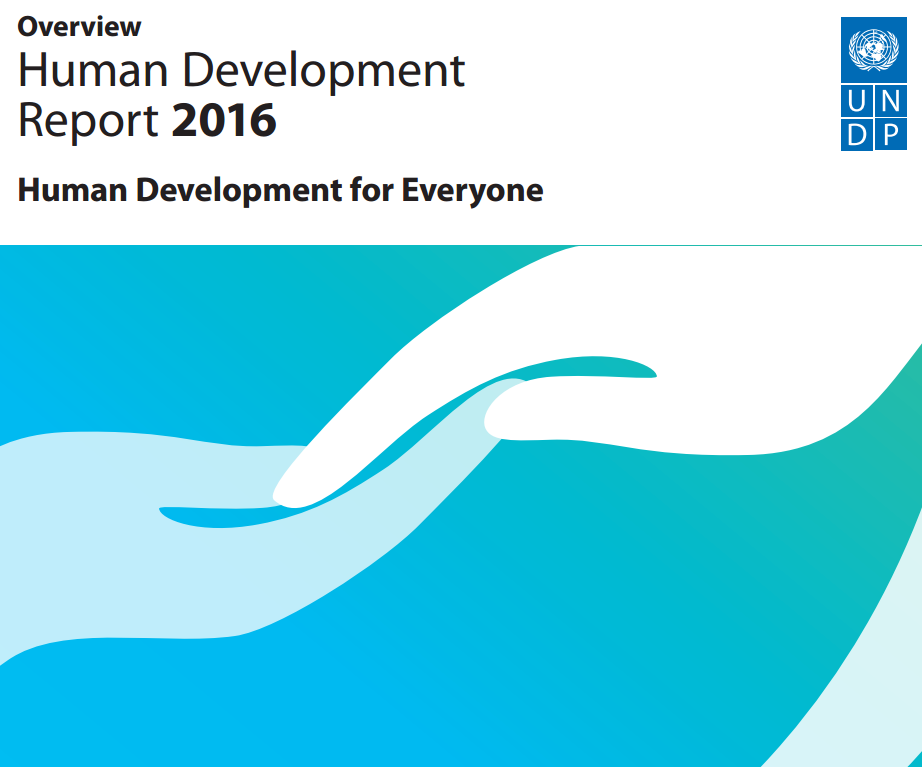 Overview
Human Development
Report 2016
Human Development for Everyone
U N
D P